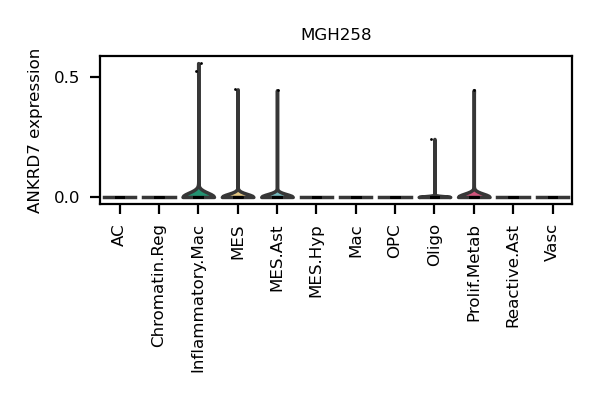 MGH258
ANKRD7 expression
0.5
0.0
AC
Chromatin.Reg
Inflammatory.Mac
MES
MES.Ast
MES.Hyp
Mac
OPC
Oligo
Prolif.Metab
Reactive.Ast
Vasc